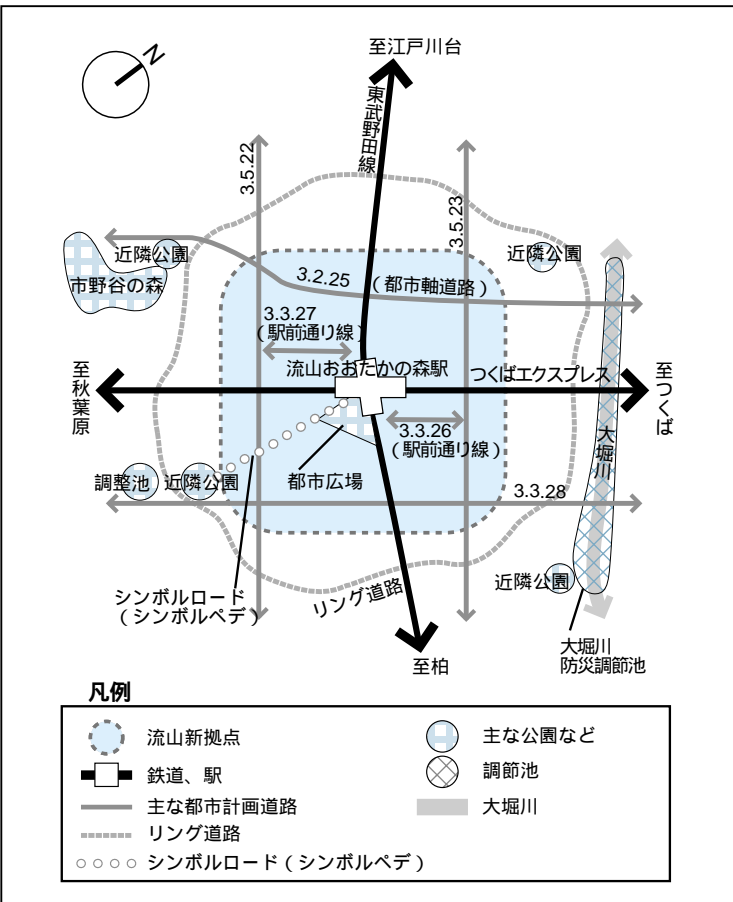 至江戸川台
N
東武野田線
3.5.22
3.5.23
近隣公園
近隣公園
市野谷の森
3.2.25 （都市軸道路）
3.3.27
（駅前通り線）
流山おおたかの森駅
つくばエクスプレス
至秋葉原
至つくば
3.3.26
（駅前通り線）
大堀川
調整池
近隣公園
都市広場
3.3.28
シンボルロード
（シンボルペデ）
リング道路
近隣公園
至柏
大堀川
防災調節池
凡例
流山新拠点
主な公園など
鉄道、駅
調節池
主な都市計画道路
大堀川
リング道路
シンボルロード（シンボルペデ）